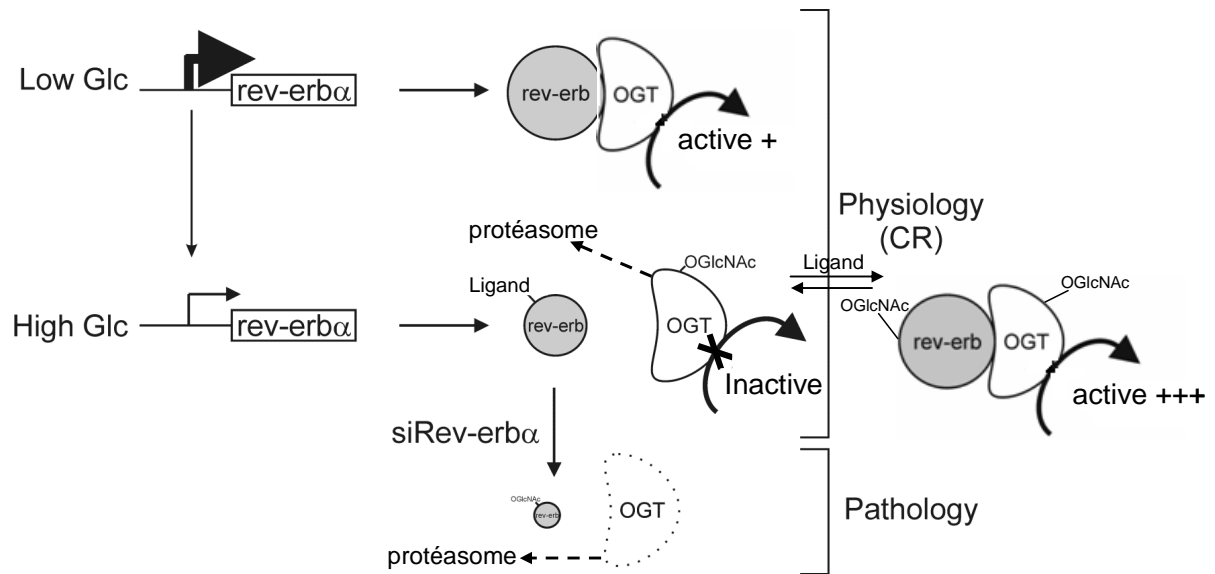 Low Glc
rev-erbα
rev-erb
OGT
active +
Physiology
(CR)
protéasome
OGlcNAc
Ligand
OGT
Inactive
High Glc
rev-erbα
Ligand
rev-erb
OGlcNAc
OGlcNAc
rev-erb
OGT
active +++
siRev-erbα
OGlcNAc
rev-erb
OGT
protéasome
Pathology